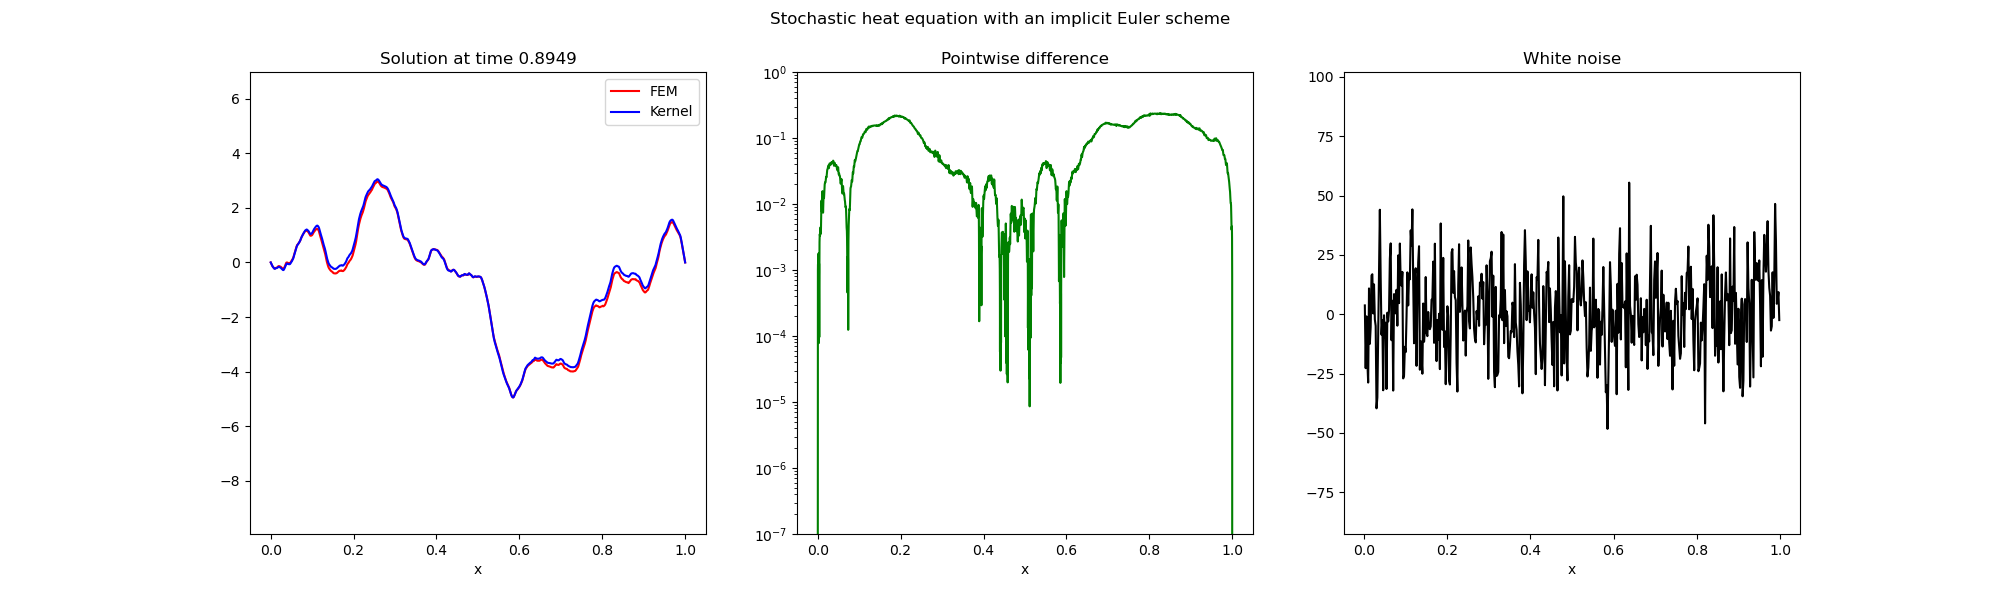 Stochastic heat equation with an implicit Euler scheme
Solution at time 0.8949
FEM
Kernel
6
4
2
0
−2
−4
−6
−8
0.0 0.2 0.4 0.6 0.8 1.0
x
Pointwise difference
10⁰
10⁻¹
10⁻²
10⁻³
10⁻⁴
10⁻⁵
10⁻⁶
10⁻⁷
0.0 0.2 0.4 0.6 0.8 1.0
x
White noise
100
75
50
25
0
−25
−50
−75
0.0 0.2 0.4 0.6 0.8 1.0
x